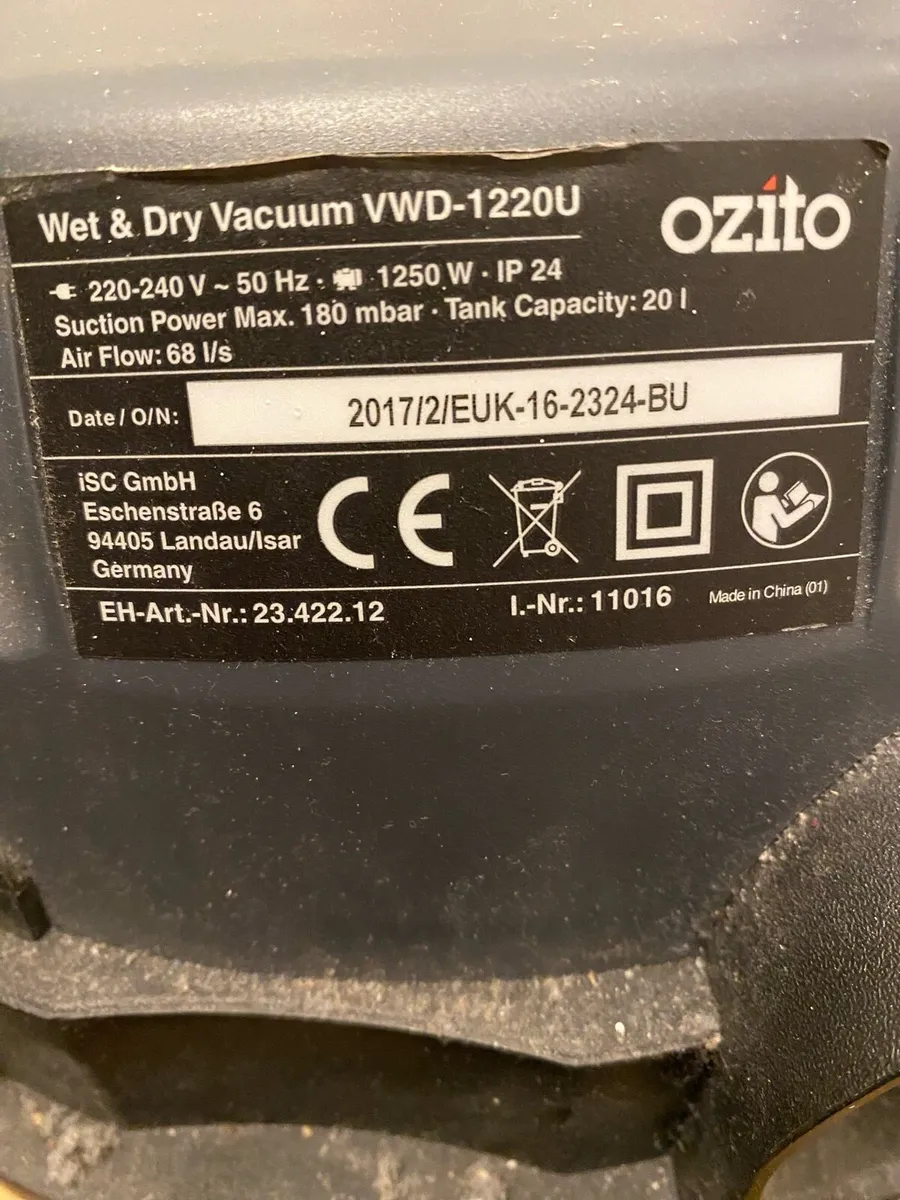 Wet & Dry Vacuum VWD-1220U
ozito
220-240 V ~ 50 Hz · 1250 W · IP 24
Suction Power Max. 180 mbar · Tank Capacity: 20 l
Air Flow: 68 l/s
Date / O/N: 2017/2/EUK-16-2324-BU
iSC GmbH
Eschenstraße 6
94405 Landau/Isar
Germany
CE
EH-Art.-Nr.: 23.422.12
I.-Nr.: 11016
Made in China (01)